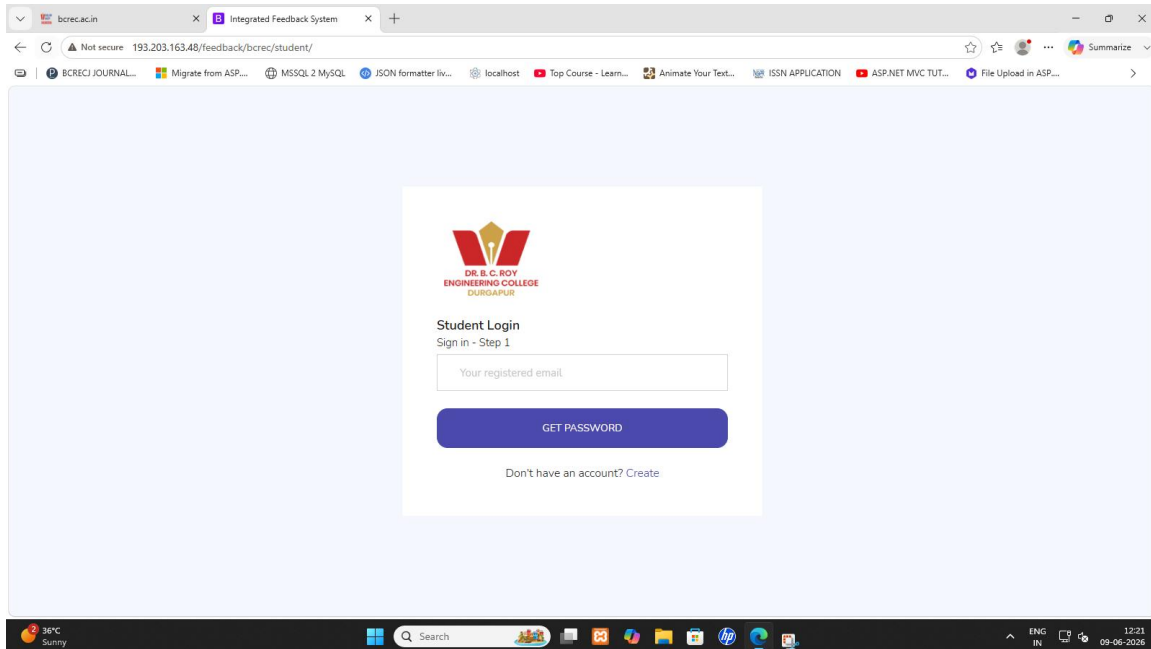 bcrec.ac.in
Integrated Feedback System
Not secure 193.203.163.48/feedback/bcrec/student/
Summarize
BCRECJ JOURNAL...
Migrate from ASP....
MSSQL 2 MySQL
JSON formatter liv...
localhost
Top Course - Learn...
Animate Your Text...
ISSN APPLICATION
ASP.NET MVC TUT...
File Upload in ASP....
DR. B. C. ROY
ENGINEERING COLLEGE
DURGAPUR
Student Login
Sign in - Step 1
Your registered email
GET PASSWORD
Don't have an account? Create
2
36°C
Sunny
Search
hp
ENG
IN
12:21
09-06-2026